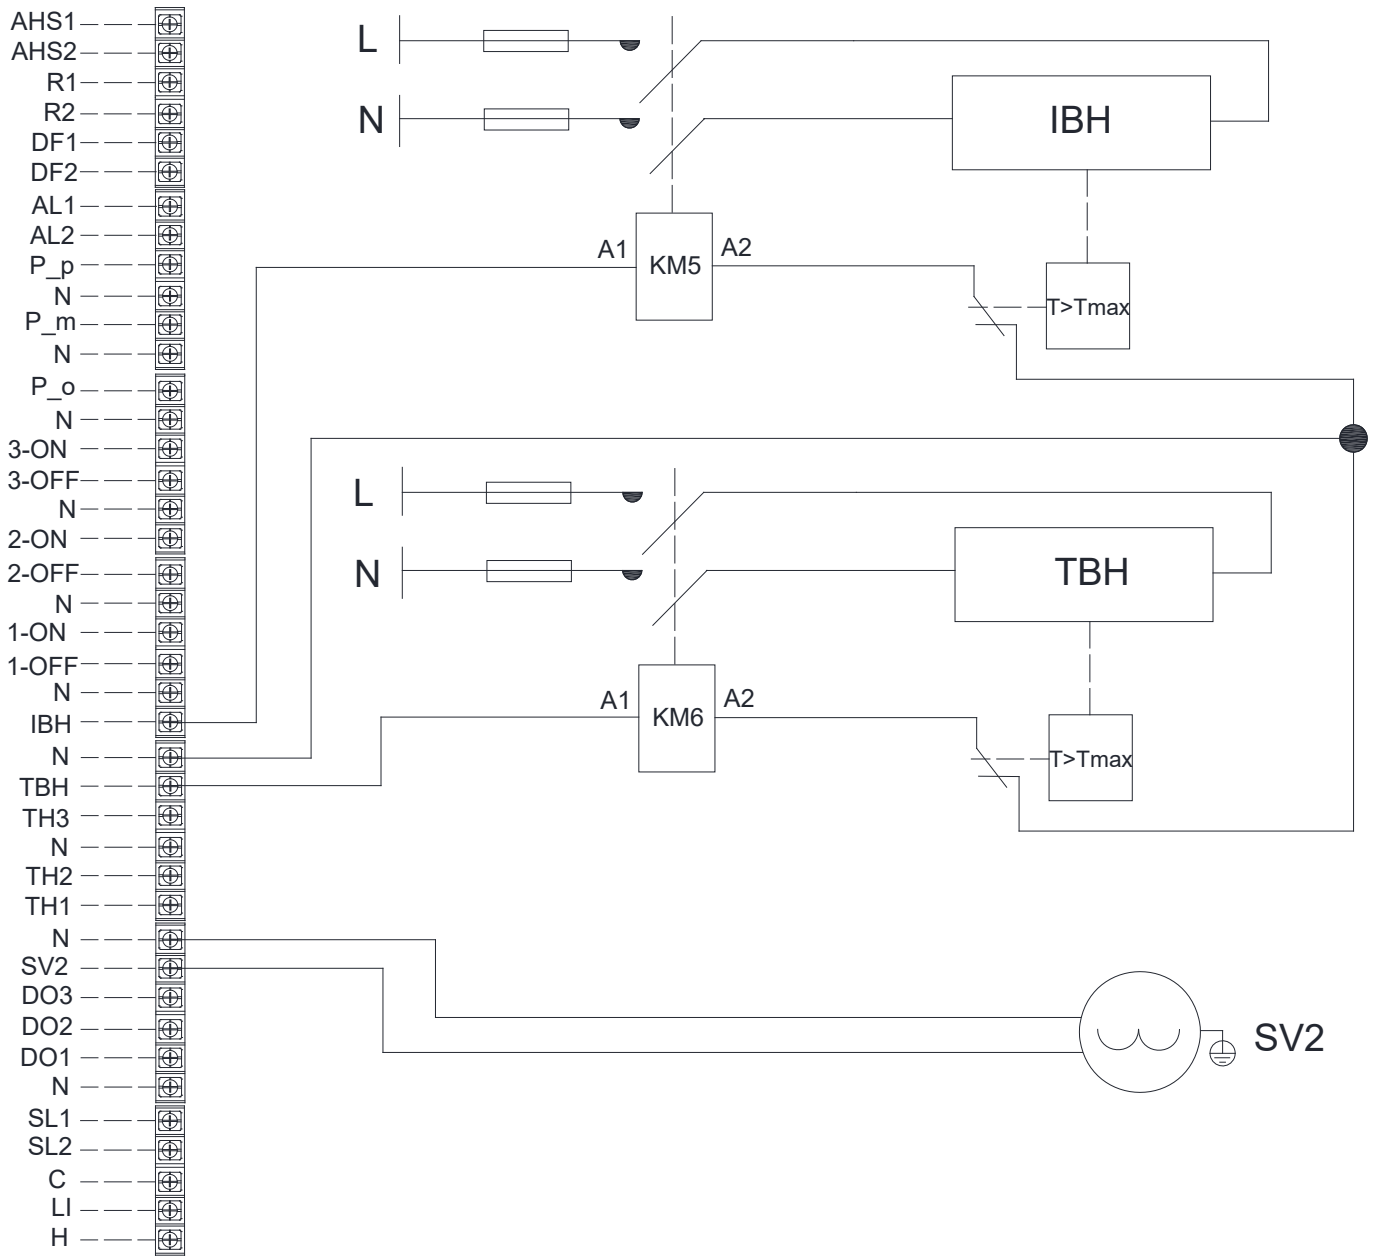 AHS1
AHS2
R1
R2
DF1
DF2
AL1
AL2
P_p
N
P_m
N
P_o
N
3-ON
3-OFF
N
2-ON
2-OFF
N
1-ON
1-OFF
N
IBH
N
TBH
TH3
N
TH2
TH1
N
SV2
DO3
DO2
DO1
N
SL1
SL2
C
LI
H
L
N
IBH
A1
KM5
A2
T>Tmax
L
N
TBH
A1
KM6
A2
T>Tmax
SV2